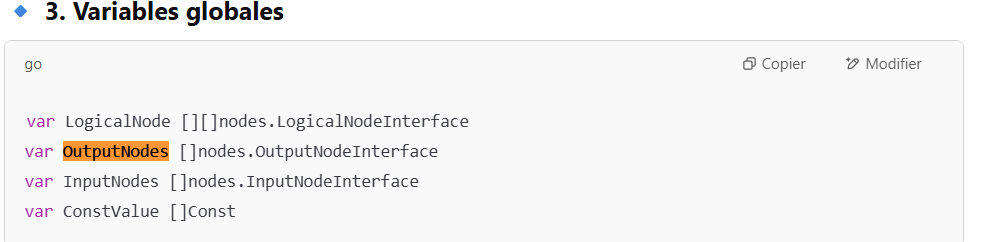 3. Variables globales
go
Copier
Modifier
var LogicalNode [][]nodes.LogicalNodeInterface
var OutputNodes []nodes.OutputNodeInterface
var InputNodes []nodes.InputNodeInterface
var ConstValue []Const